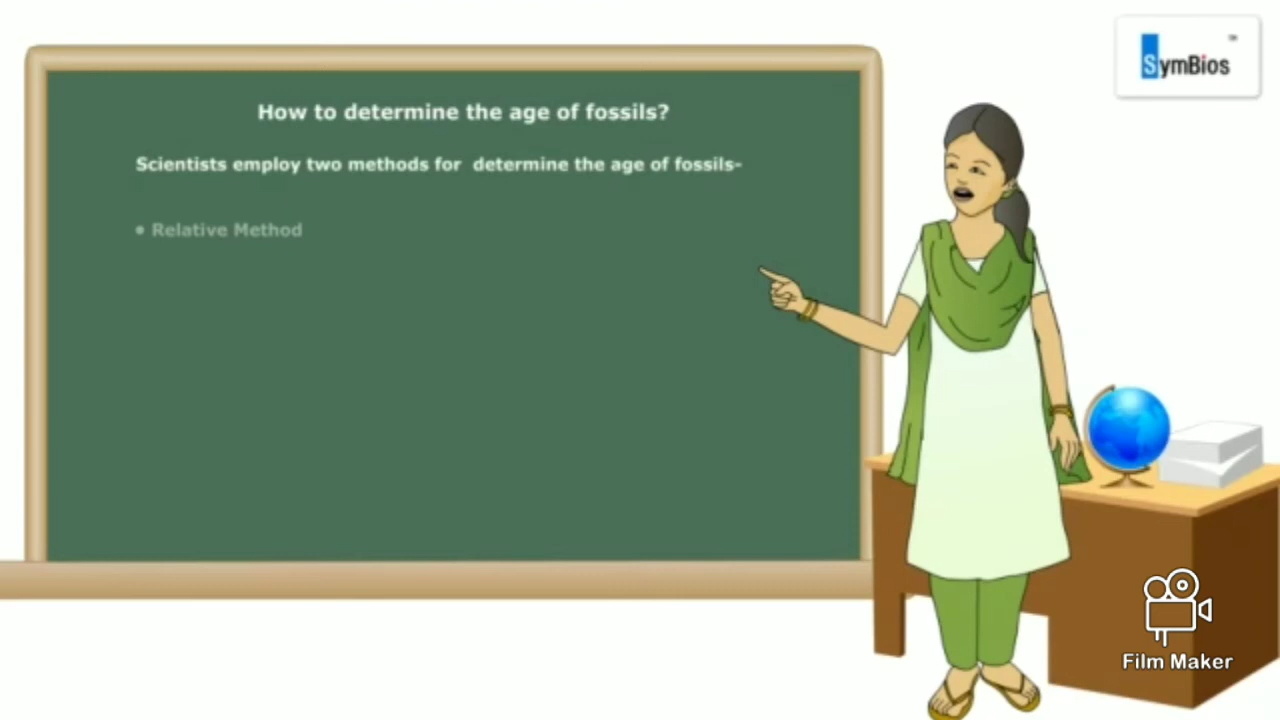 SymBios
TM
How to determine the age of fossils?
Scientists employ two methods for determine the age of fossils-
• Relative Method
Film Maker